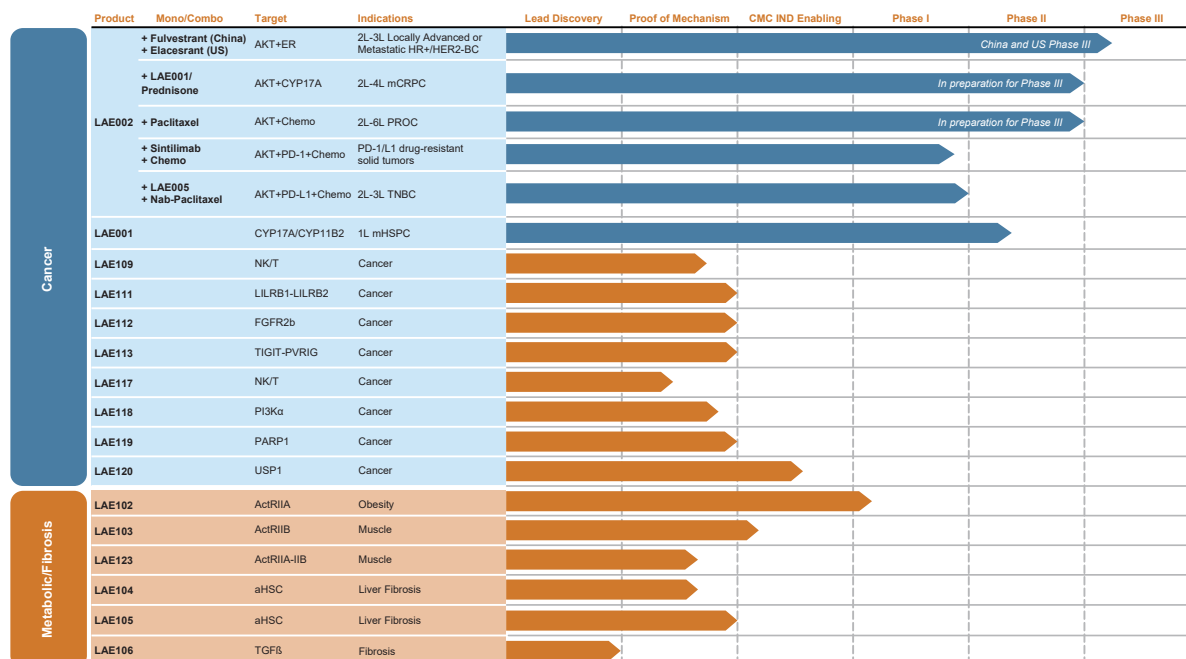 Product Mono/Combo Target Indications Lead Discovery Proof of Mechanism CMC IND Enabling Phase I Phase II Phase III
Cancer
LAE002
+ Fulvestrant (China)
+ Elacesrant (US)
AKT+ER
2L-3L Locally Advanced or
Metastatic HR+/HER2-BC
China and US Phase III
+ LAE001/
Prednisone
AKT+CYP17A
2L-4L mCRPC
In preparation for Phase III
+ Paclitaxel
AKT+Chemo
2L-6L PROC
In preparation for Phase III
+ Sintilimab
+ Chemo
AKT+PD-1+Chemo
PD-1/L1 drug-resistant
solid tumors
+ LAE005
+ Nab-Paclitaxel
AKT+PD-L1+Chemo
2L-3L TNBC
LAE001 CYP17A/CYP11B2 1L mHSPC
LAE109 NK/T Cancer
LAE111 LILRB1-LILRB2 Cancer
LAE112 FGFR2b Cancer
LAE113 TIGIT-PVRIG Cancer
LAE117 NK/T Cancer
LAE118 PI3Kα Cancer
LAE119 PARP1 Cancer
LAE120 USP1 Cancer
Metabolic/Fibrosis
LAE102 ActRIIA Obesity
LAE103 ActRIIB Muscle
LAE123 ActRIIA-IIB Muscle
LAE104 aHSC Liver Fibrosis
LAE105 aHSC Liver Fibrosis
LAE106 TGFß Fibrosis